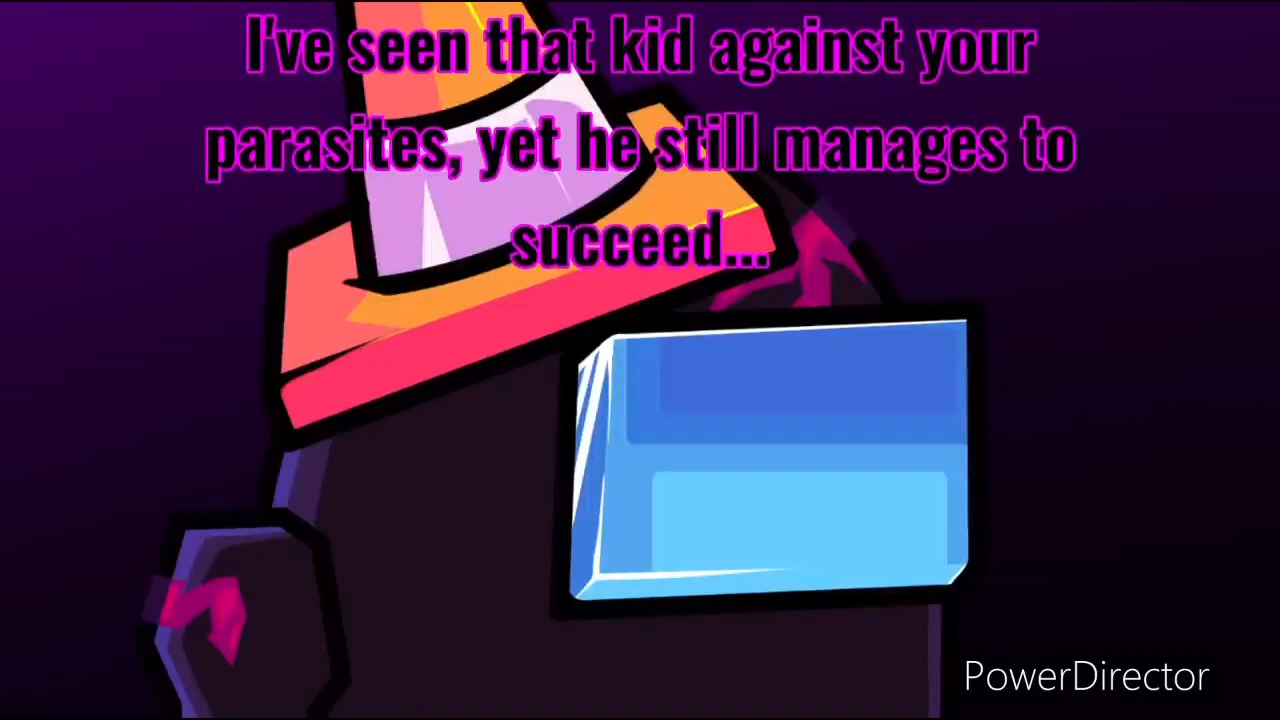 I've seen that kid against your
parasites, yet he still manages to
succeed...
PowerDirector